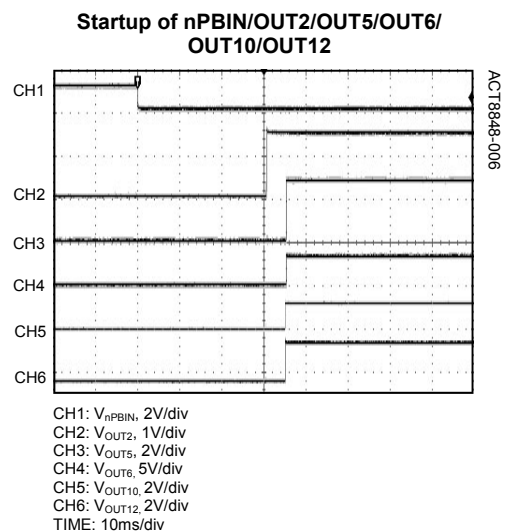 Startup of nPBIN/OUT2/OUT5/OUT6/
OUT10/OUT12
CH1
CH2
CH3
CH4
CH5
CH6
ACT8848-006
CH1: VnPBIN, 2V/div
CH2: VOUT2, 1V/div
CH3: VOUT5, 2V/div
CH4: VOUT6, 5V/div
CH5: VOUT10, 2V/div
CH6: VOUT12, 2V/div
TIME: 10ms/div